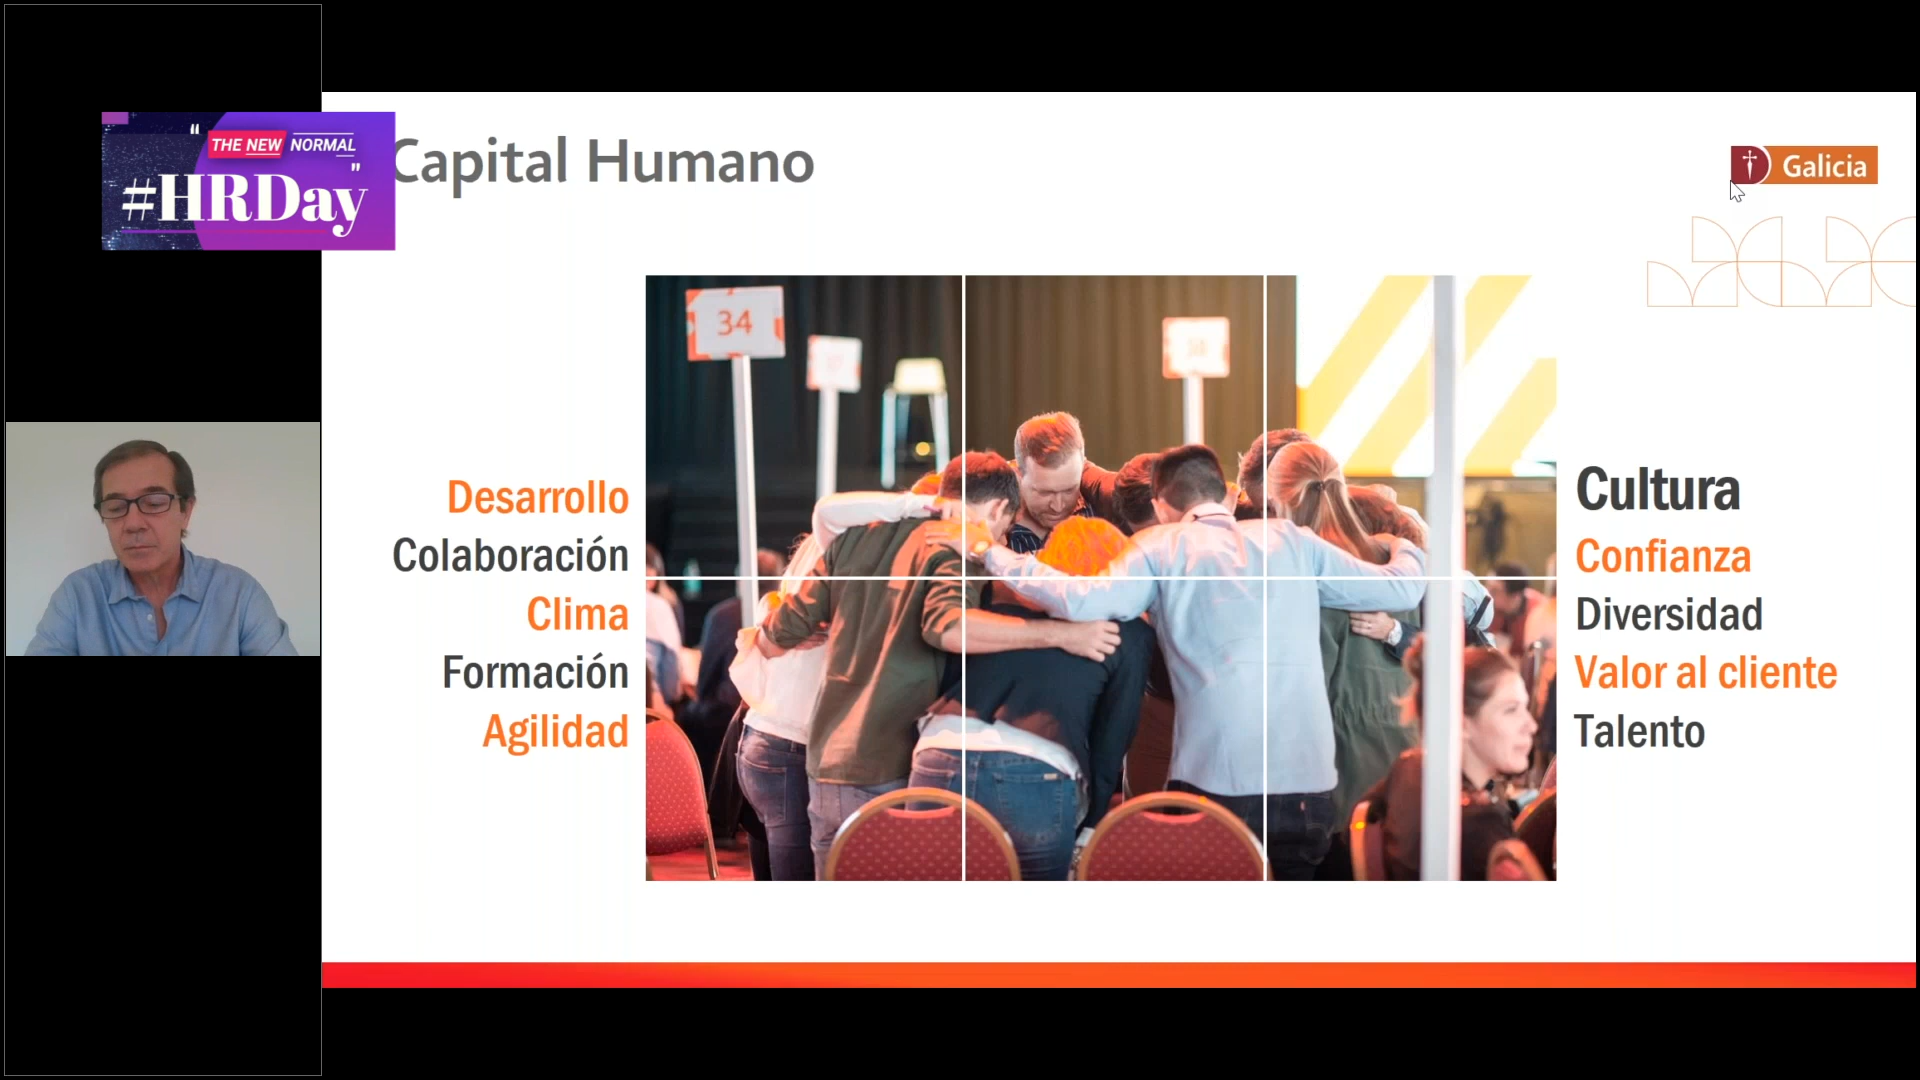 "THE NEW NORMAL"
#HRDay
Capital Humano
Galicia
34
Desarrollo
Colaboración
Clima
Formación
Agilidad
Cultura
Confianza
Diversidad
Valor al cliente
Talento